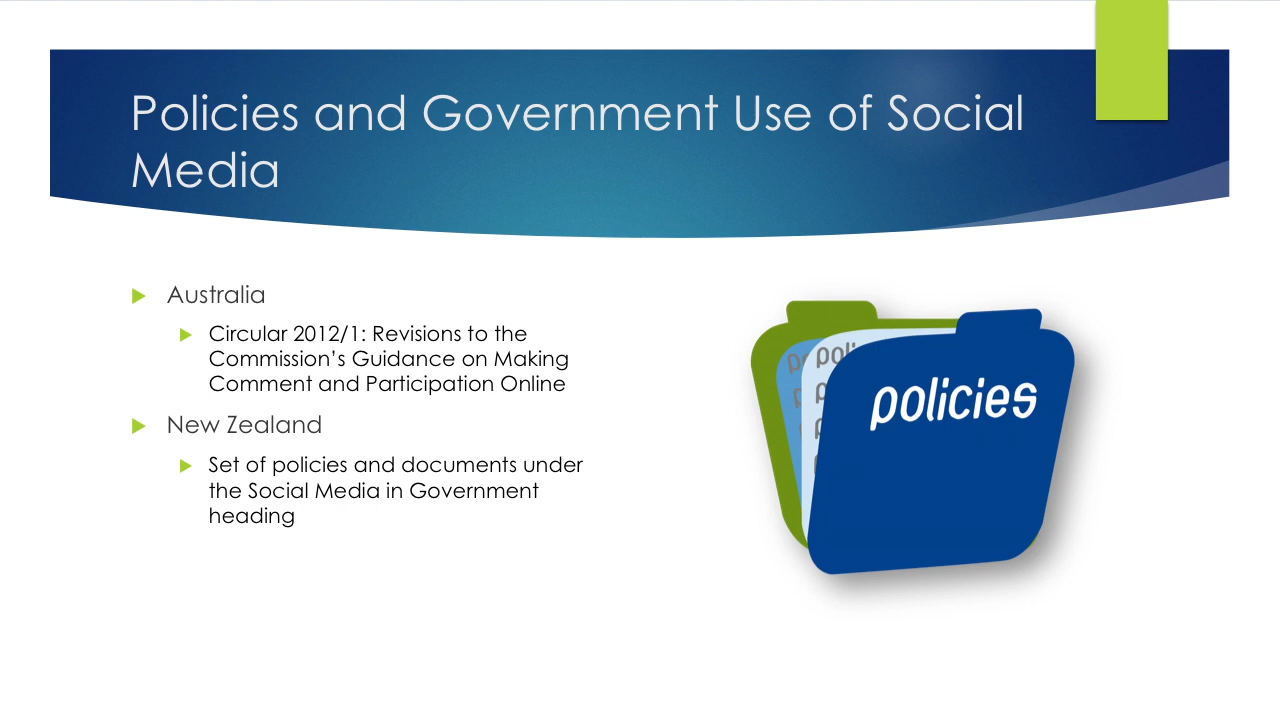 Policies and Government Use of Social
Media
Australia
Circular 2012/1: Revisions to the
Commission’s Guidance on Making
Comment and Participation Online
New Zealand
Set of policies and documents under
the Social Media in Government
heading
policies